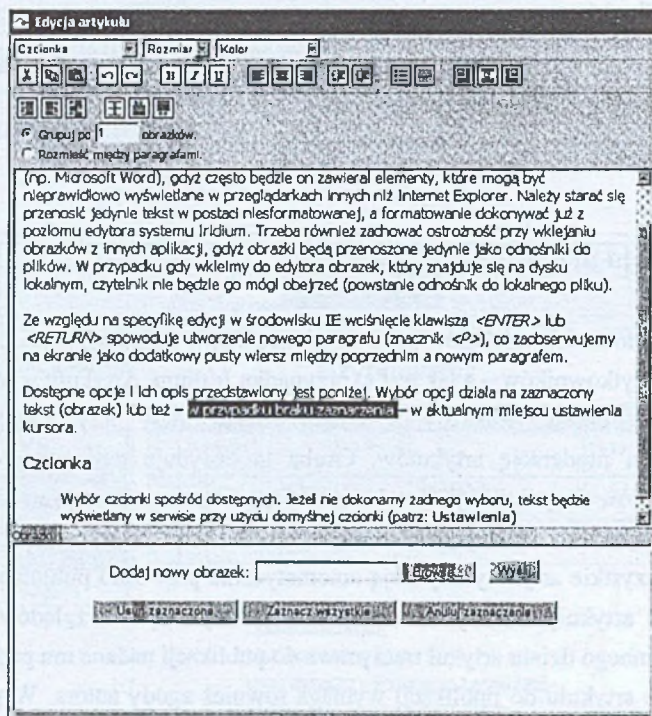 Edycja artykułu
Czcionka Rozmiar Kolor
B I U
Grupuj po 1 obrazków.
Rozmieść między paragrafami.
(np. Microsoft Word), gdyż często będzie on zawierał elementy, które mogą być
nieprawidłowo wyświetlane w przeglądarkach innych niż Internet Explorer. Należy starać się
przenosić jedynie tekst w postaci niesformatowanej, a formatowanie dokonywać już z
poziomu edytora systemu Iridium. Trzeba również zachować ostrożność przy wklejaniu
obrazków z innych aplikacji, gdyż obrazki będą przenoszone jedynie jako odnośniki do
plików. W przypadku gdy wkleimy do edytora obrazek, który znajduje się na dysku
lokalnym, czytelnik nie będzie go mógł obejrzeć (powstanie odnośnik do lokalnego pliku).
Ze względu na specyfikę edycji w środowisku IE wciśnięcie klawisza <ENTER> lub
<RETURN> spowoduje utworzenie nowego paragrafu (znacznik <P>), co zaobserwujemy
na ekranie jako dodatkowy pusty wiersz między poprzednim a nowym paragrafem.
Dostępne opcje i ich opis przedstawiony jest poniżej. Wybór opcji działa na zaznaczony
tekst (obrazek) lub też – w przypadku braku zaznaczenia – w aktualnym miejscu ustawienia
kursora.
Czcionka
Wybór czcionki spośród dostępnych. Jeżeli nie dokonamy żadnego wyboru, tekst będzie
wyświetlany w serwisie przy użyciu domyślnej czcionki (patrz: Ustawienia)
Obrazki
Dodaj nowy obrazek: Browse... Wyślij
Usuń zaznaczone Zaznacz wszystkie Anuluj zaznaczenie